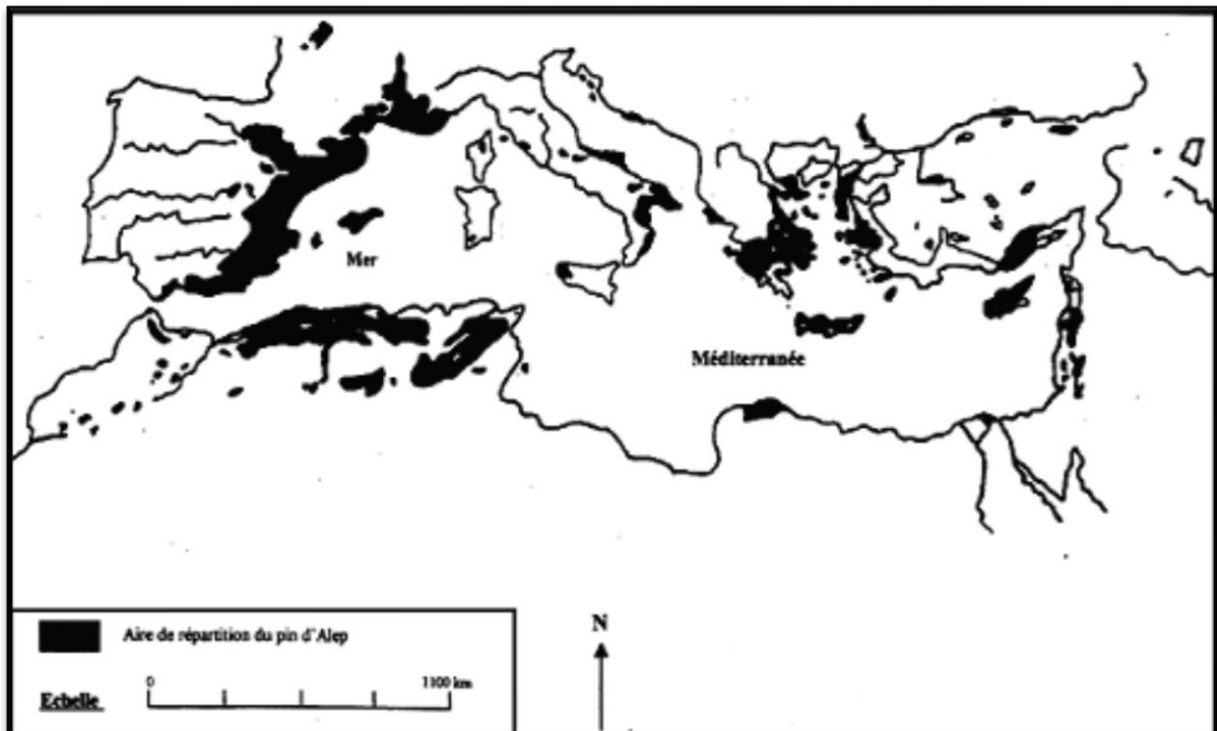 Mer
Méditerranée
Aire de répartition du pin d'Alep
N
0 1100 km
Echelle